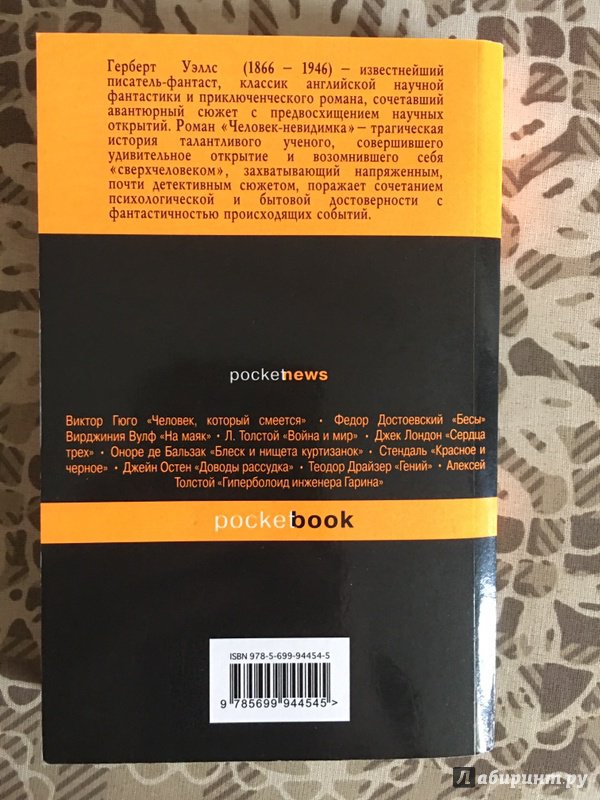 Герберт Уэллс (1866 – 1946) – известнейший
писатель-фантаст, классик английской научной
фантастики и приключенческого романа, сочетавший
авантюрный сюжет с предвосхищением научных
открытий. Роман «Человек-невидимка» – трагическая
история талантливого ученого, совершившего
удивительное открытие и возомнившего себя
«сверхчеловеком», захватывающий напряженным,
почти детективным сюжетом, поражает сочетанием
психологической и бытовой достоверности с
фантастичностью происходящих событий.
pocketnews
Виктор Гюго «Человек, который смеется» • Федор Достоевский «Бесы»
Вирджиния Вулф «На маяк» • Л. Толстой «Война и мир» • Джек Лондон «Сердца
трех» • Оноре де Бальзак «Блеск и нищета куртизанок» • Стендаль «Красное и
черное» • Джейн Остен «Доводы рассудка» • Теодор Драйзер «Гений» • Алексей
Толстой «Гиперболоид инженера Гарина»
pocketbook
ISBN 978-5-699-94454-5
9 785699 944545 >
Лабиринт.ру